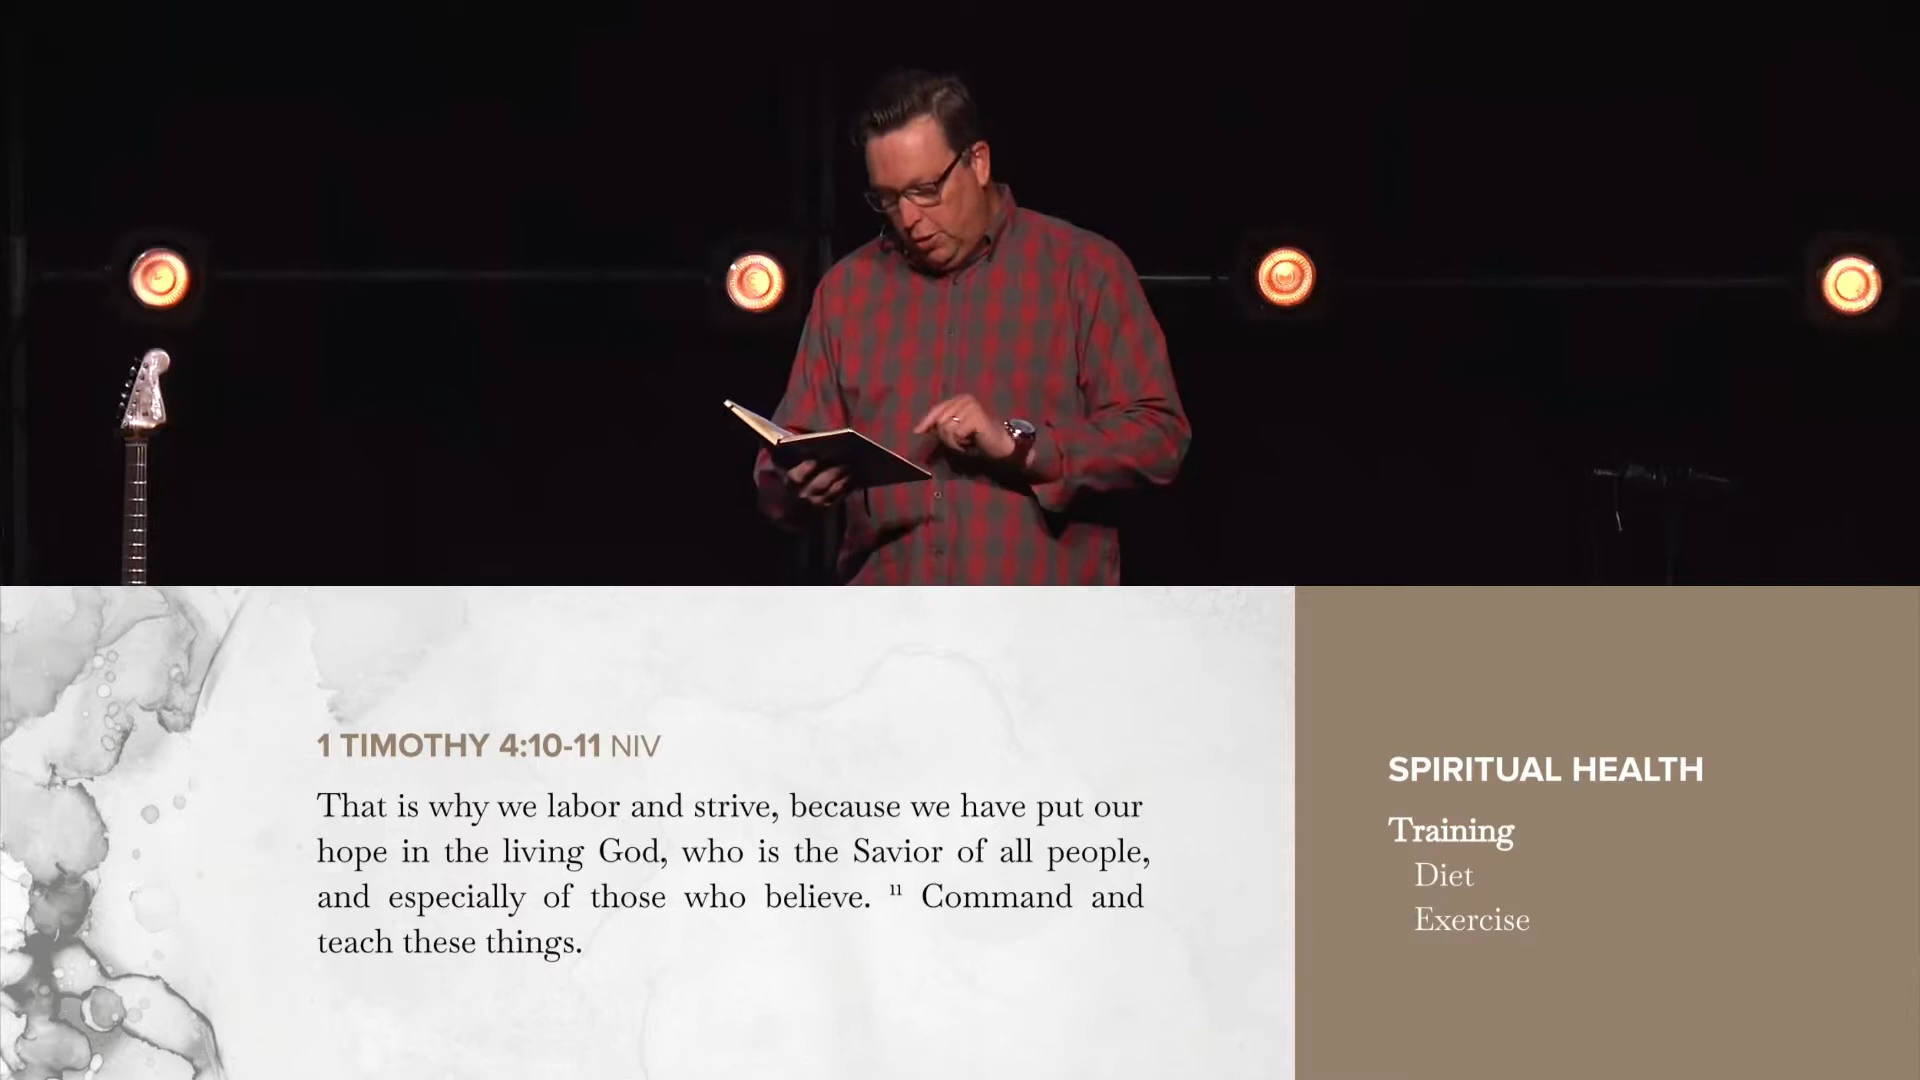 1 TIMOTHY 4:10-11 NIV
That is why we labor and strive, because we have put our
hope in the living God, who is the Savior of all people,
and especially of those who believe. ¹¹ Command and
teach these things.
SPIRITUAL HEALTH
Training
Diet
Exercise